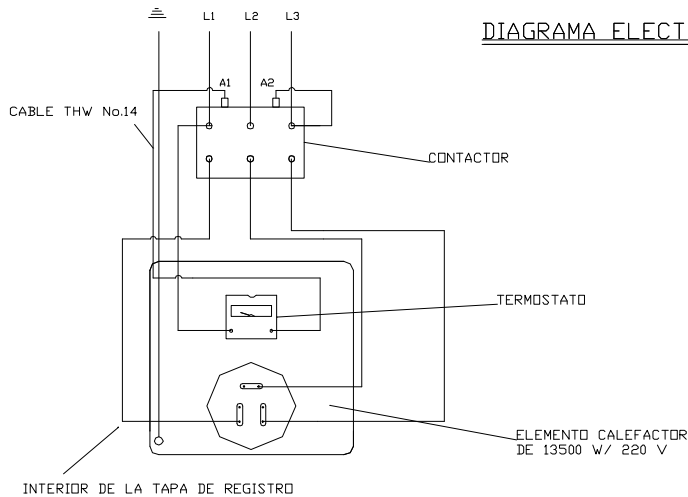 DIAGRAMA ELECT
L1 L2 L3
A1 A2
CABLE THW No.14
CONTACTOR
TERMOSTATO
ELEMENTO CALEFACTOR
DE 13500 W/ 220 V
INTERIOR DE LA TAPA DE REGISTRO